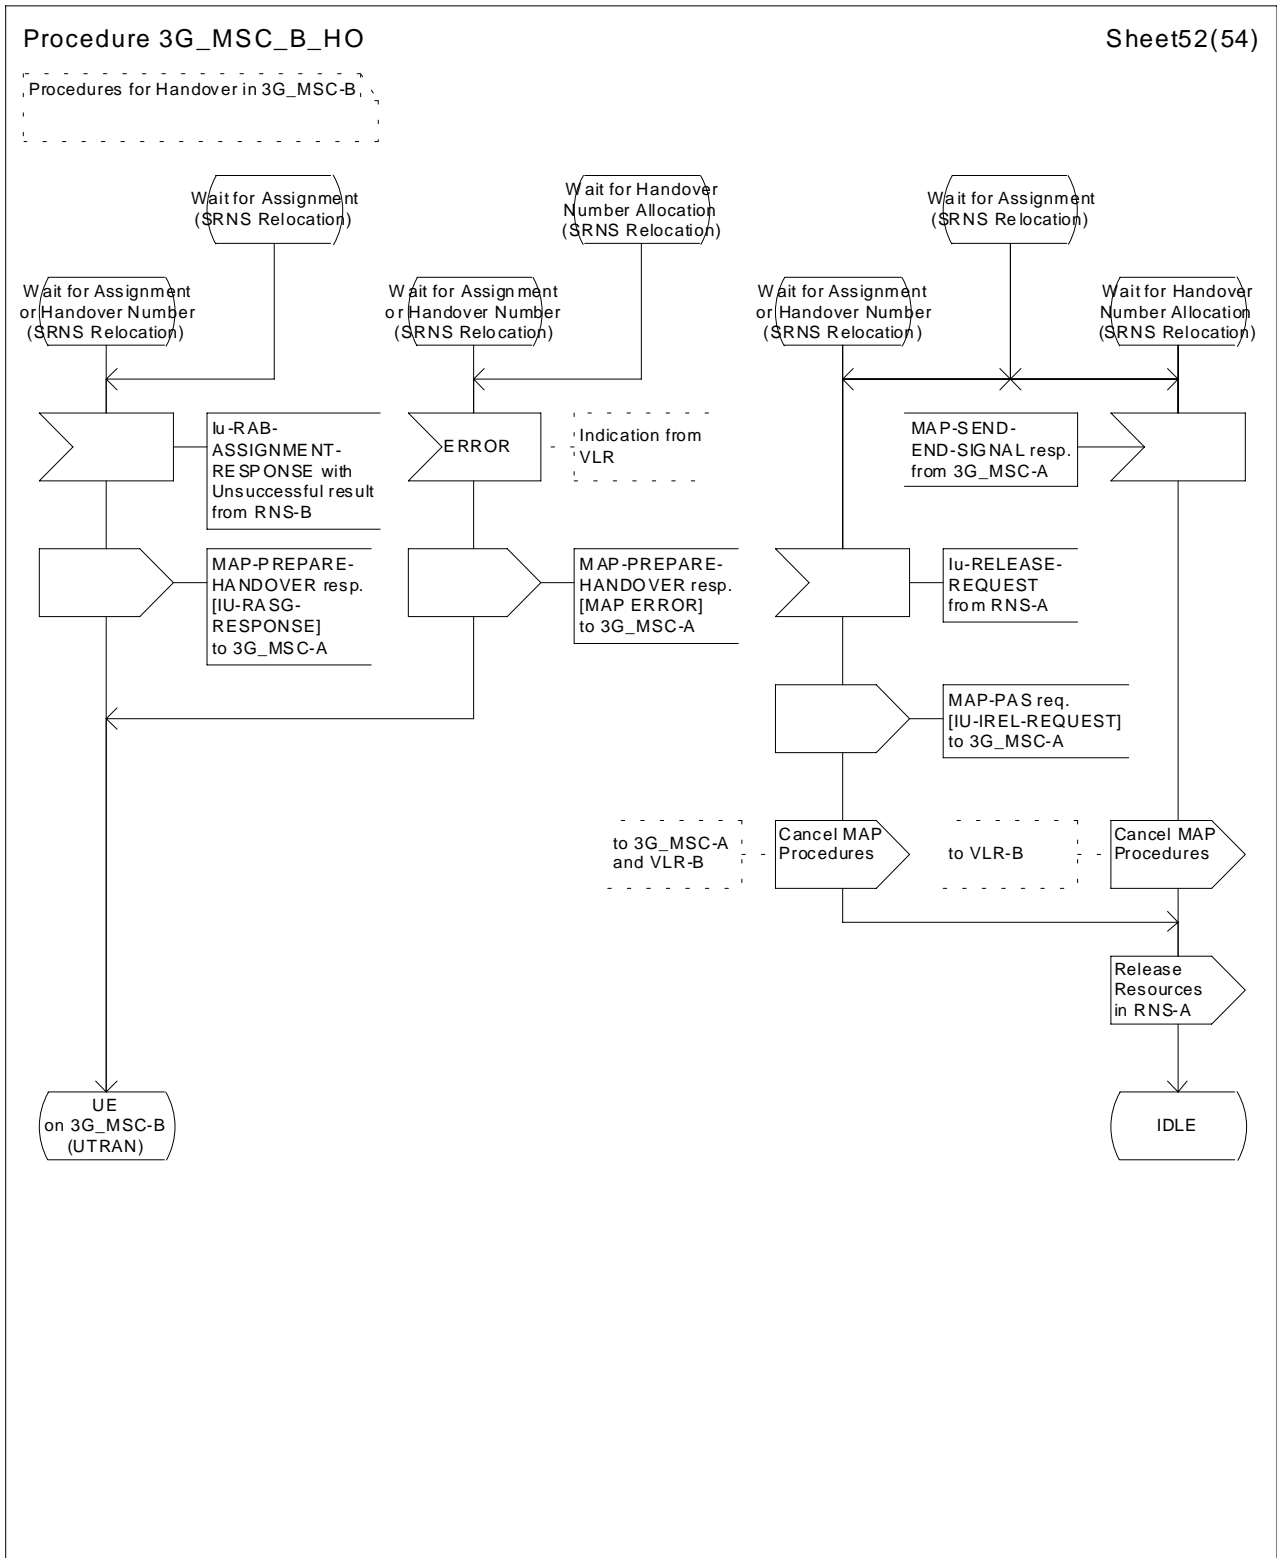 Procedure 3G_MSC_B_HO
Sheet52(54)
Procedures for Handover in 3G_MSC-B
Wait for Assignment
(SRNS Relocation)
Wait for Handover
Number Allocation
(SRNS Relocation)
Wait for Assignment
(SRNS Relocation)
Wait for Assignment
or Handover Number
(SRNS Relocation)
Wait for Assignment
or Handover Number
(SRNS Relocation)
Wait for Assignment
or Handover Number
(SRNS Relocation)
Wait for Handover
Number Allocation
(SRNS Relocation)
Iu-RAB-
ASSIGNMENT-
RESPONSE with
Unsuccessful result
from RNS-B
ERROR
Indication from
VLR
MAP-SEND-
END-SIGNAL resp.
from 3G_MSC-A
MAP-PREPARE-
HANDOVER resp.
[IU-RASG-
RESPONSE]
to 3G_MSC-A
MAP-PREPARE-
HANDOVER resp.
[MAP ERROR]
to 3G_MSC-A
Iu-RELEASE-
REQUEST
from RNS-A
MAP-PAS req.
[IU-IREL-REQUEST]
to 3G_MSC-A
to 3G_MSC-A
and VLR-B
Cancel MAP
Procedures
to VLR-B
Cancel MAP
Procedures
Release
Resources
in RNS-A
UE
on 3G_MSC-B
(UTRAN)
IDLE